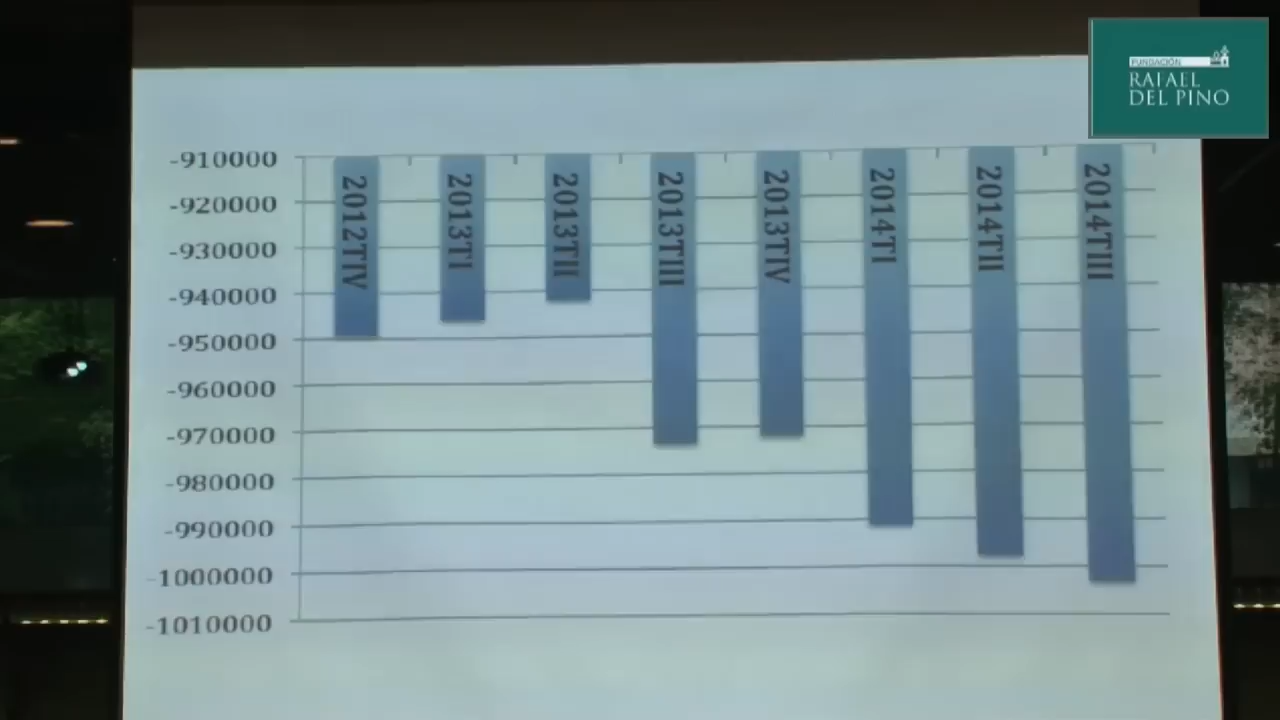 FUNDACIÓN
RAFAEL
DEL PINO
-910000
-920000
-930000
-940000
-950000
-960000
-970000
-980000
-990000
-1000000
-1010000
2012TIV
2013TI
2013TII
2013TIII
2013TIV
2014TI
2014TII
2014TIII